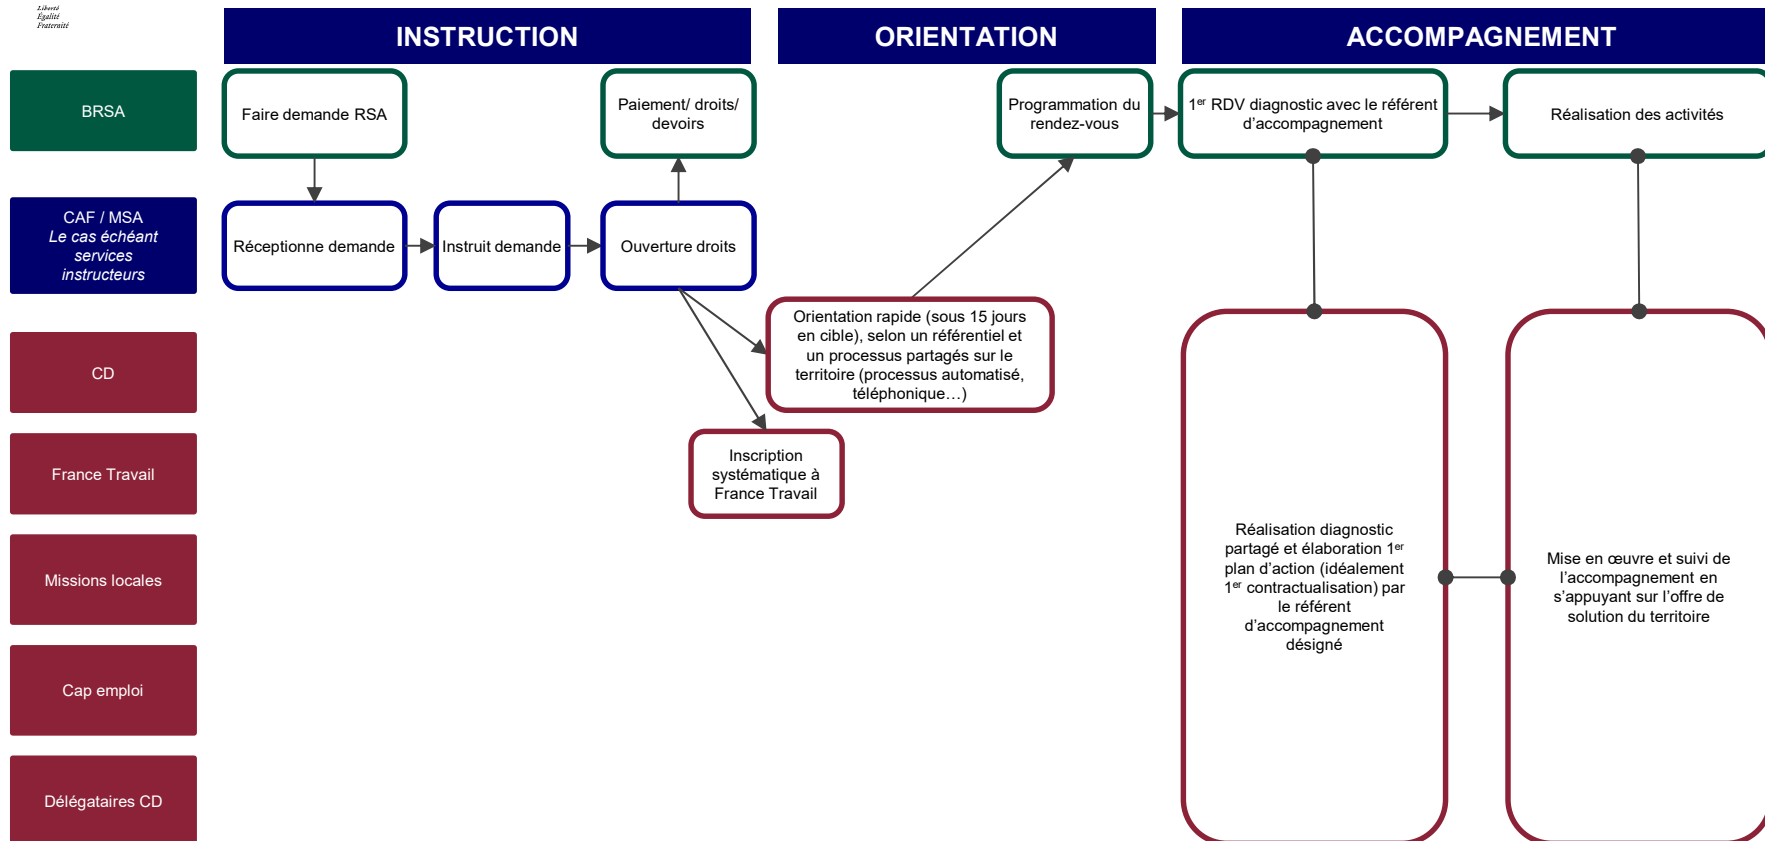 Liberté
Égalité
Fraternité
INSTRUCTION
ORIENTATION
ACCOMPAGNEMENT
BRSA
Faire demande RSA
Paiement/ droits/
devoirs
Programmation du
rendez-vous
1er RDV diagnostic avec le référent
d’accompagnement
Réalisation des activités
CAF / MSA
Le cas échéant
services
instructeurs
Réceptionne demande
Instruit demande
Ouverture droits
CD
Orientation rapide (sous 15 jours
en cible), selon un référentiel et
un processus partagés sur le
territoire (processus automatisé,
téléphonique…)
France Travail
Inscription
systématique à
France Travail
Missions locales
Réalisation diagnostic
partagé et élaboration 1er
plan d’action (idéalement
1er contractualisation) par
le référent
d’accompagnement
désigné
Mise en œuvre et suivi de
l’accompagnement en
s’appuyant sur l’offre de
solution du territoire
Cap emploi
Délégataires CD